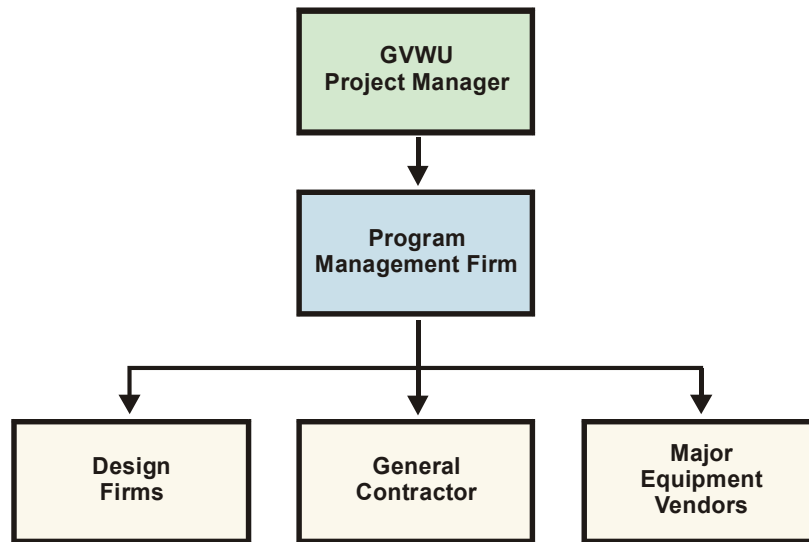 GVWU
Project Manager
Program
Management Firm
Design
Firms
General
Contractor
Major
Equipment
Vendors